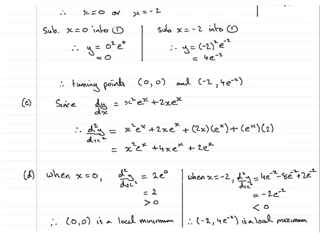 ∴ x=0 or x=-2
Sub. x=0 into ①
∴ y = 0²e⁰
= 0
sub x=-2 into ①
∴ y=(-2)²e⁻²
= 4e⁻²
∴ turning points (0,0) and (-2, 4e⁻²)
(c) Since dy/dx = x²eˣ + 2xeˣ
∴ d²y/dx² = x²eˣ + 2xeˣ + (2x)(eˣ) + (eˣ)(2)
= x²eˣ + 4xeˣ + 2eˣ
(d) when x=0, d²y/dx² = 2e⁰
= 2
> 0
∴ (0,0) is a local minimum
when x=-2, d²y/dx² = 4e⁻² - 8e⁻² + 2e⁻²
= -2e⁻²
< 0
∴ (-2, 4e⁻²) is a local maximum